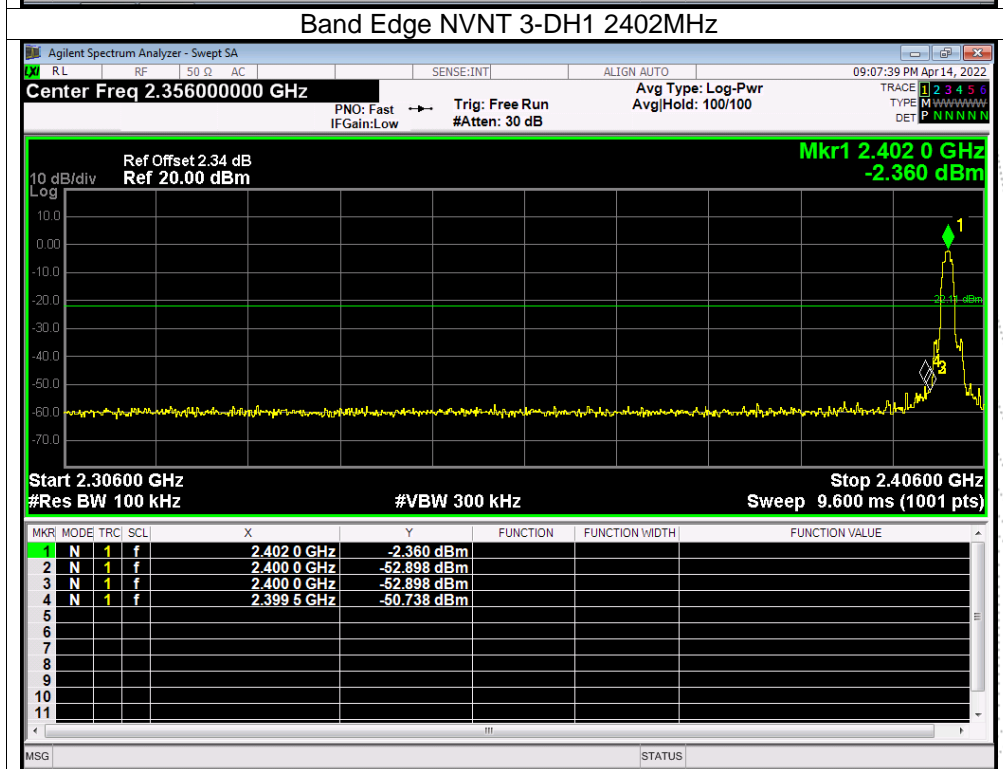 Band Edge NVNT 3-DH1 2402MHz
Agilent Spectrum Analyzer - Swept SA
LXI RL RF 50 Ω AC SENSE:INT ALIGN AUTO 09:07:39 PM Apr 14, 2022
Center Freq 2.356000000 GHz
PNO: Fast
IFGain:Low
Trig: Free Run
#Atten: 30 dB
Avg Type: Log-Pwr
Avg|Hold: 100/100
TRACE 1 2 3 4 5 6
TYPE M WWWWW
DET P N N N N N
Mkr1 2.402 0 GHz
-2.360 dBm
Ref Offset 2.34 dB
10 dB/div Ref 20.00 dBm
Log
10.0
0.00
-10.0
-20.0
-30.0
-40.0
-50.0
-60.0
-70.0
1
-22.11 dBm
3
Start 2.30600 GHz Stop 2.40600 GHz
#Res BW 100 kHz #VBW 300 kHz Sweep 9.600 ms (1001 pts)
MKR MODE TRC SCL X Y FUNCTION FUNCTION WIDTH FUNCTION VALUE
1 N 1 f 2.402 0 GHz -2.360 dBm
2 N 1 f 2.400 0 GHz -52.898 dBm
3 N 1 f 2.400 0 GHz -52.898 dBm
4 N 1 f 2.399 5 GHz -50.738 dBm
5
6
7
8
9
10
11
MSG STATUS